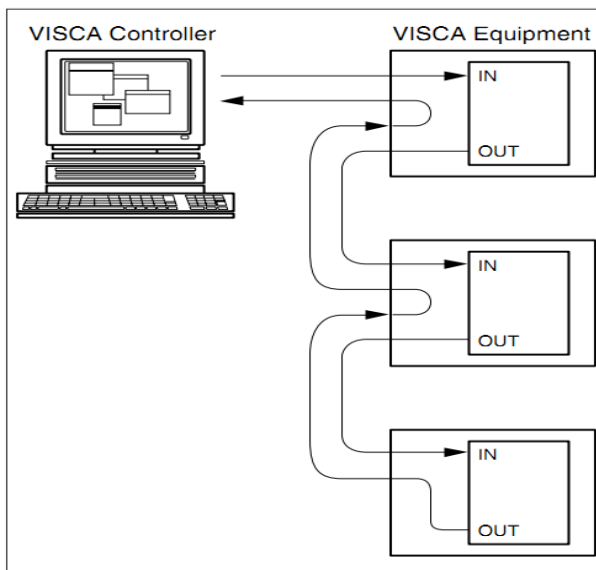 VISCA Controller
VISCA Equipment
IN
OUT
IN
OUT
IN
OUT